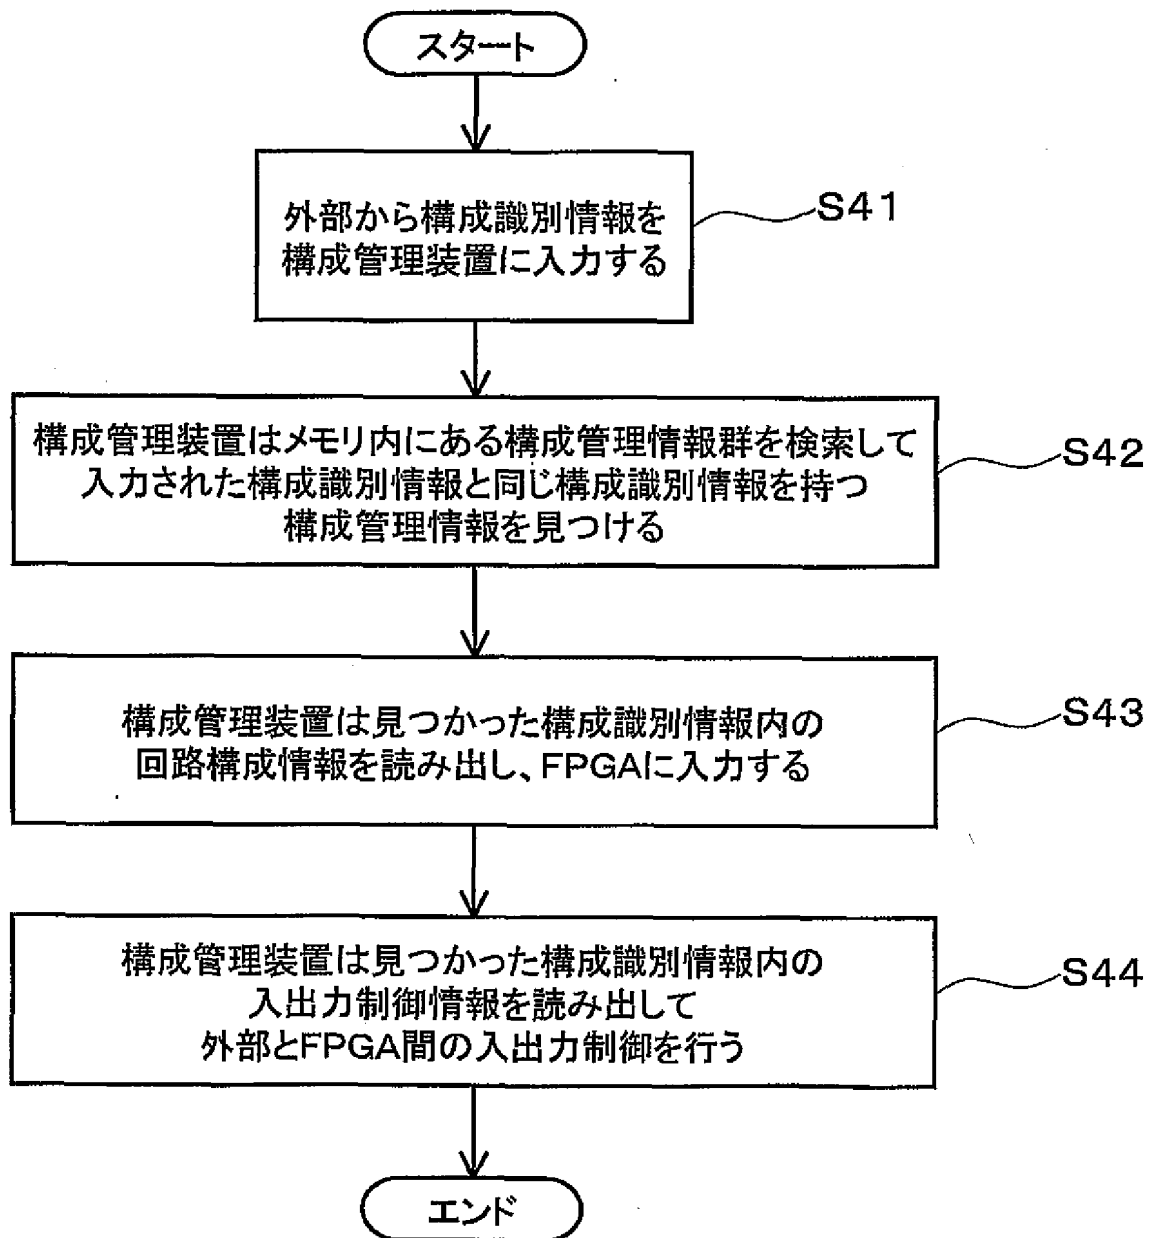 スタート
外部から構成識別情報を
構成管理装置に入力する
S41
構成管理装置はメモリ内にある構成管理情報群を検索して
入力された構成識別情報と同じ構成識別情報を持つ
構成管理情報を見つける
S42
構成管理装置は見つかった構成識別情報内の
回路構成情報を読み出し、FPGAに入力する
S43
構成管理装置は見つかった構成識別情報内の
入出力制御情報を読み出して
外部とFPGA間の入出力制御を行う
S44
エンド